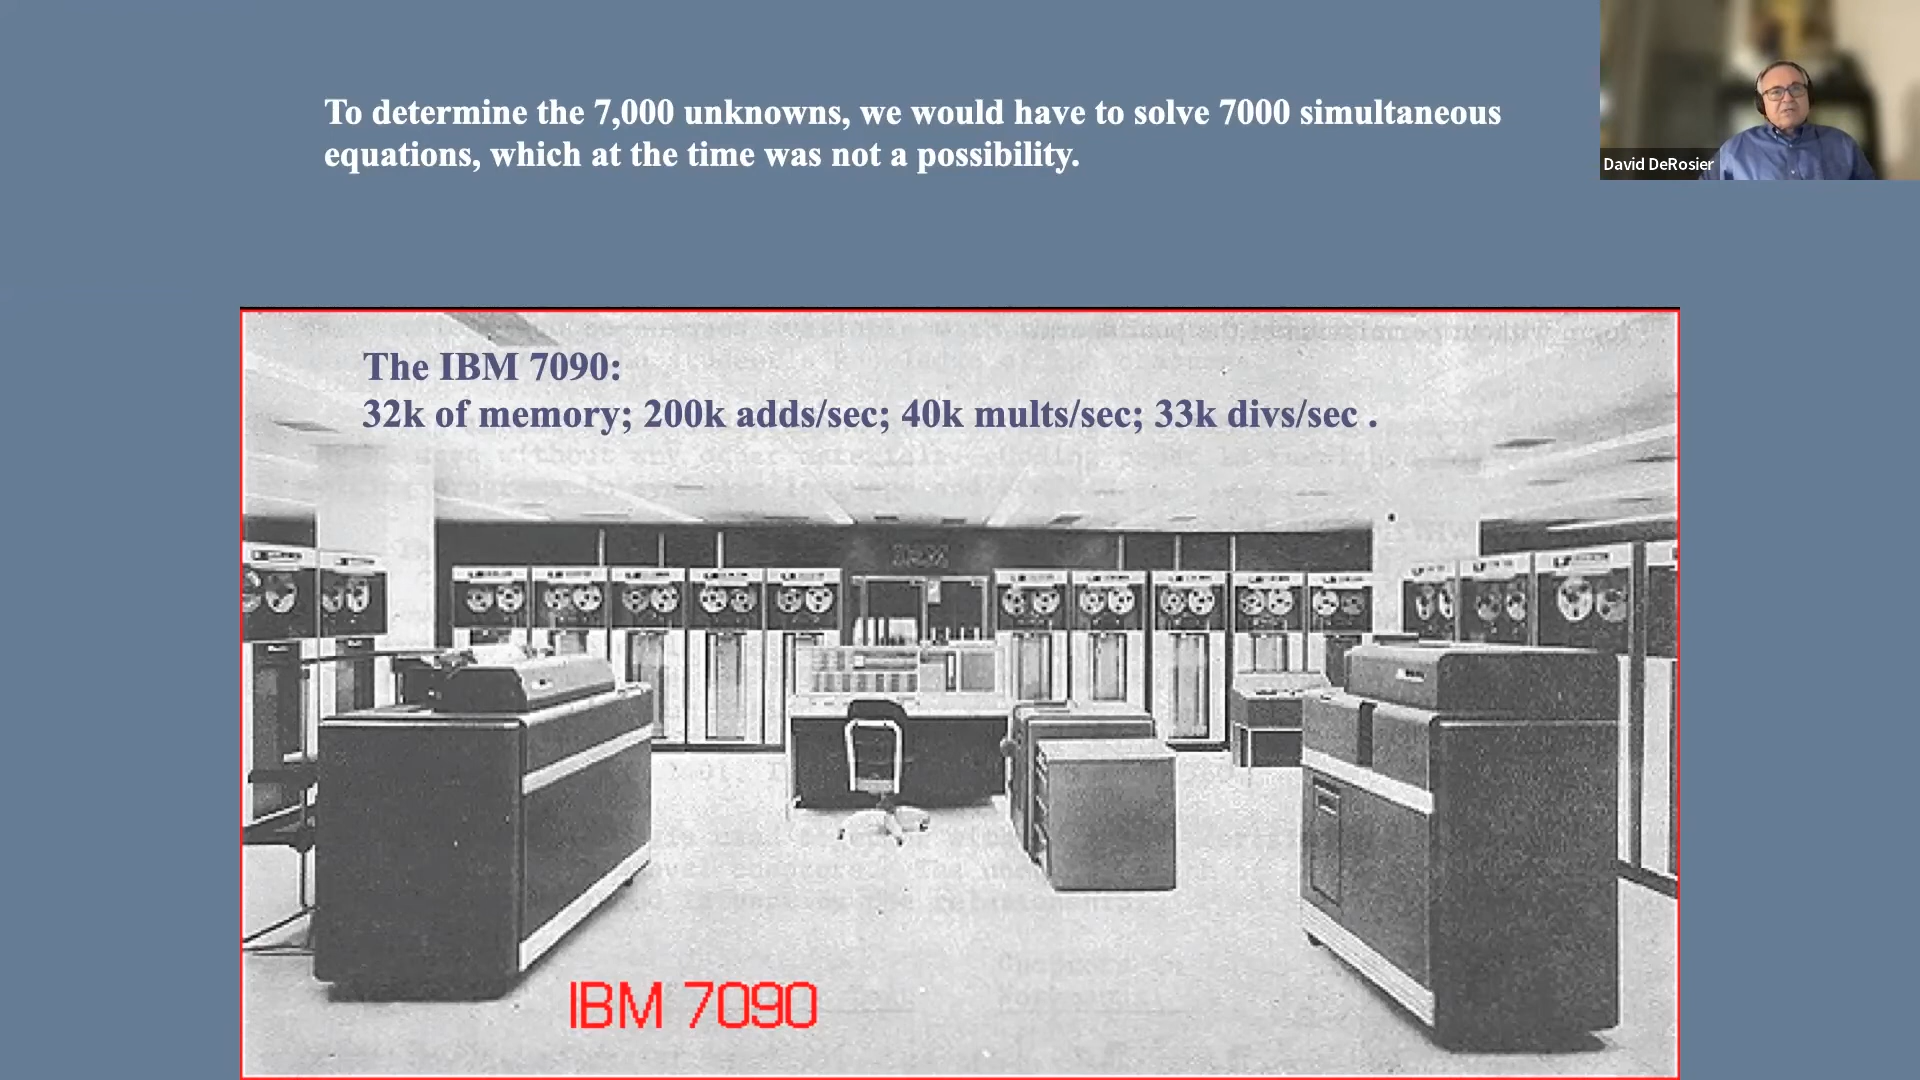 To determine the 7,000 unknowns, we would have to solve 7000 simultaneous
equations, which at the time was not a possibility.
David DeRosier
The IBM 7090:
32k of memory; 200k adds/sec; 40k mults/sec; 33k divs/sec .
IBM
IBM 7090